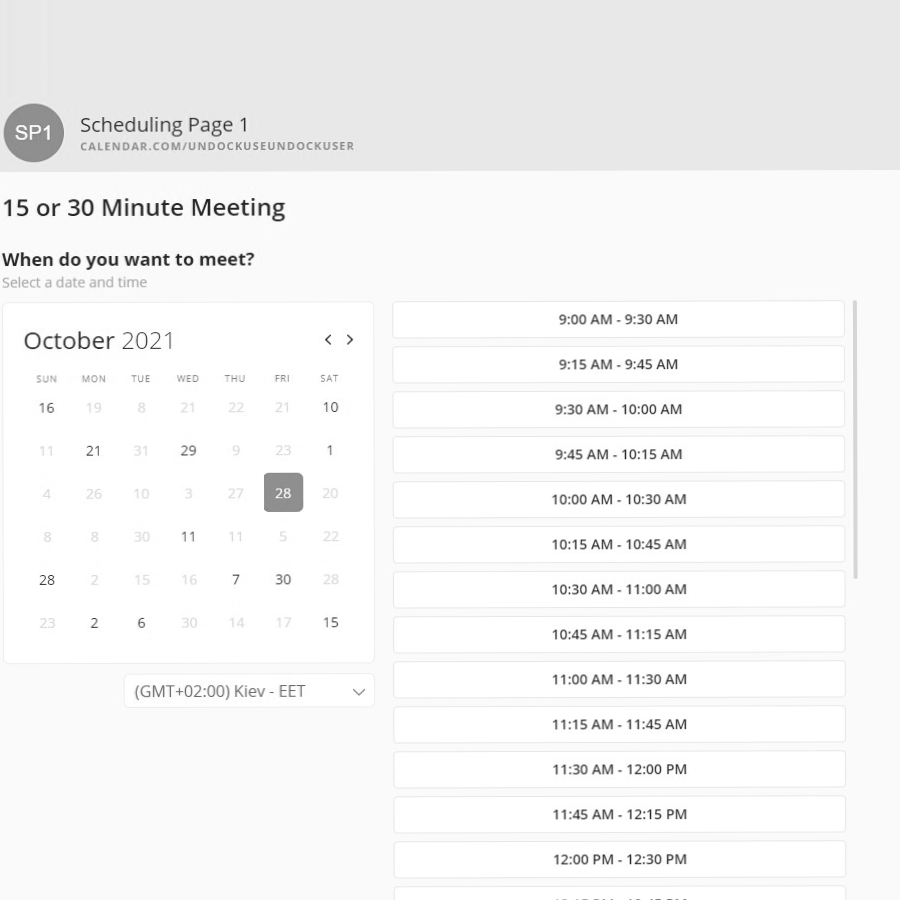 SP1
Scheduling Page 1
CALENDAR.COM/UNDOCKUSEUNDOCKUSER
15 or 30 Minute Meeting
When do you want to meet?
Select a date and time
October 2021
SUN MON TUE WED THU FRI SAT
16 19 8 21 22 21 10
11 21 31 29 9 23 1
4 26 10 3 27 28 20
8 8 30 11 11 5 22
28 2 15 16 7 30 28
23 2 6 30 14 17 15
(GMT+02:00) Kiev - EET
9:00 AM - 9:30 AM
9:15 AM - 9:45 AM
9:30 AM - 10:00 AM
9:45 AM - 10:15 AM
10:00 AM - 10:30 AM
10:15 AM - 10:45 AM
10:30 AM - 11:00 AM
10:45 AM - 11:15 AM
11:00 AM - 11:30 AM
11:15 AM - 11:45 AM
11:30 AM - 12:00 PM
11:45 AM - 12:15 PM
12:00 PM - 12:30 PM